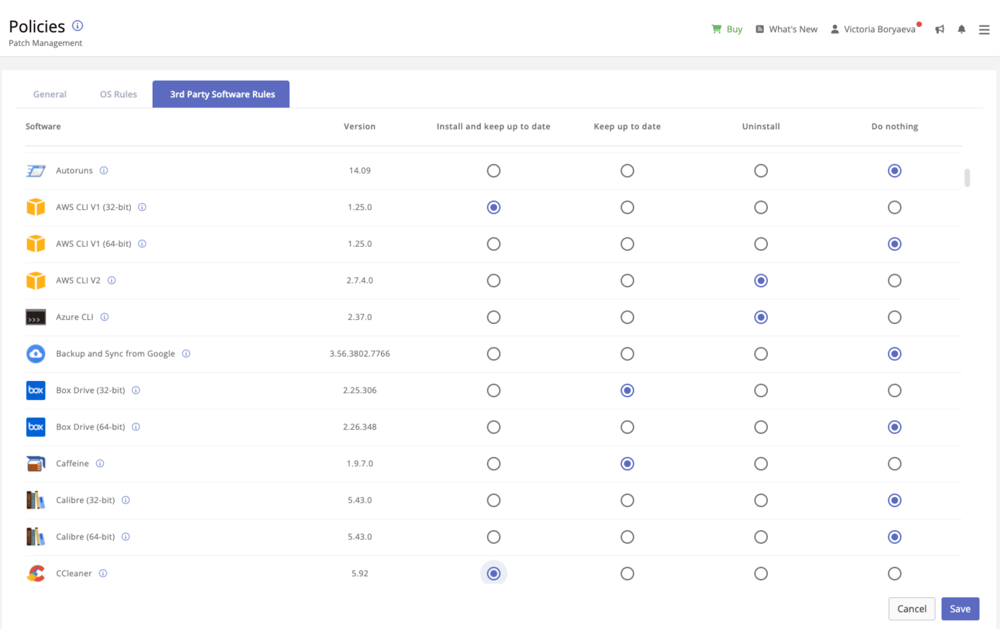 Policies
Patch Management
Buy
What's New
Victoria Boryaeva
General
OS Rules
3rd Party Software Rules
Software Version Install and keep up to date Keep up to date Uninstall Do nothing
Autoruns 14.09
AWS CLI V1 (32-bit) 1.25.0
AWS CLI V1 (64-bit) 1.25.0
AWS CLI V2 2.7.4.0
>>> Azure CLI 2.37.0
Backup and Sync from Google 3.56.3802.7766
box Box Drive (32-bit) 2.25.306
box Box Drive (64-bit) 2.26.348
Caffeine 1.9.7.0
Calibre (32-bit) 5.43.0
Calibre (64-bit) 5.43.0
CCleaner 5.92
Cancel Save